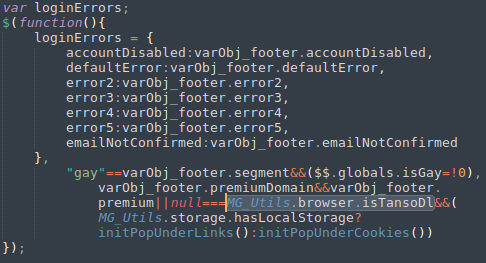 var loginErrors;
$(function(){
loginErrors = {
accountDisabled:varObj_footer.accountDisabled,
defaultError:varObj_footer.defaultError,
error2:varObj_footer.error2,
error3:varObj_footer.error3,
error4:varObj_footer.error4,
error5:varObj_footer.error5,
emailNotConfirmed:varObj_footer.emailNotConfirmed
},
"gay"==varObj_footer.segment&&($$.globals.isGay=!0),
varObj_footer.premiumDomain&&varObj_footer.
premium||null===MG_Utils.browser.isTansoDl&&(
MG_Utils.storage.hasLocalStorage?
initPopUnderLinks():initPopUnderCookies())
});